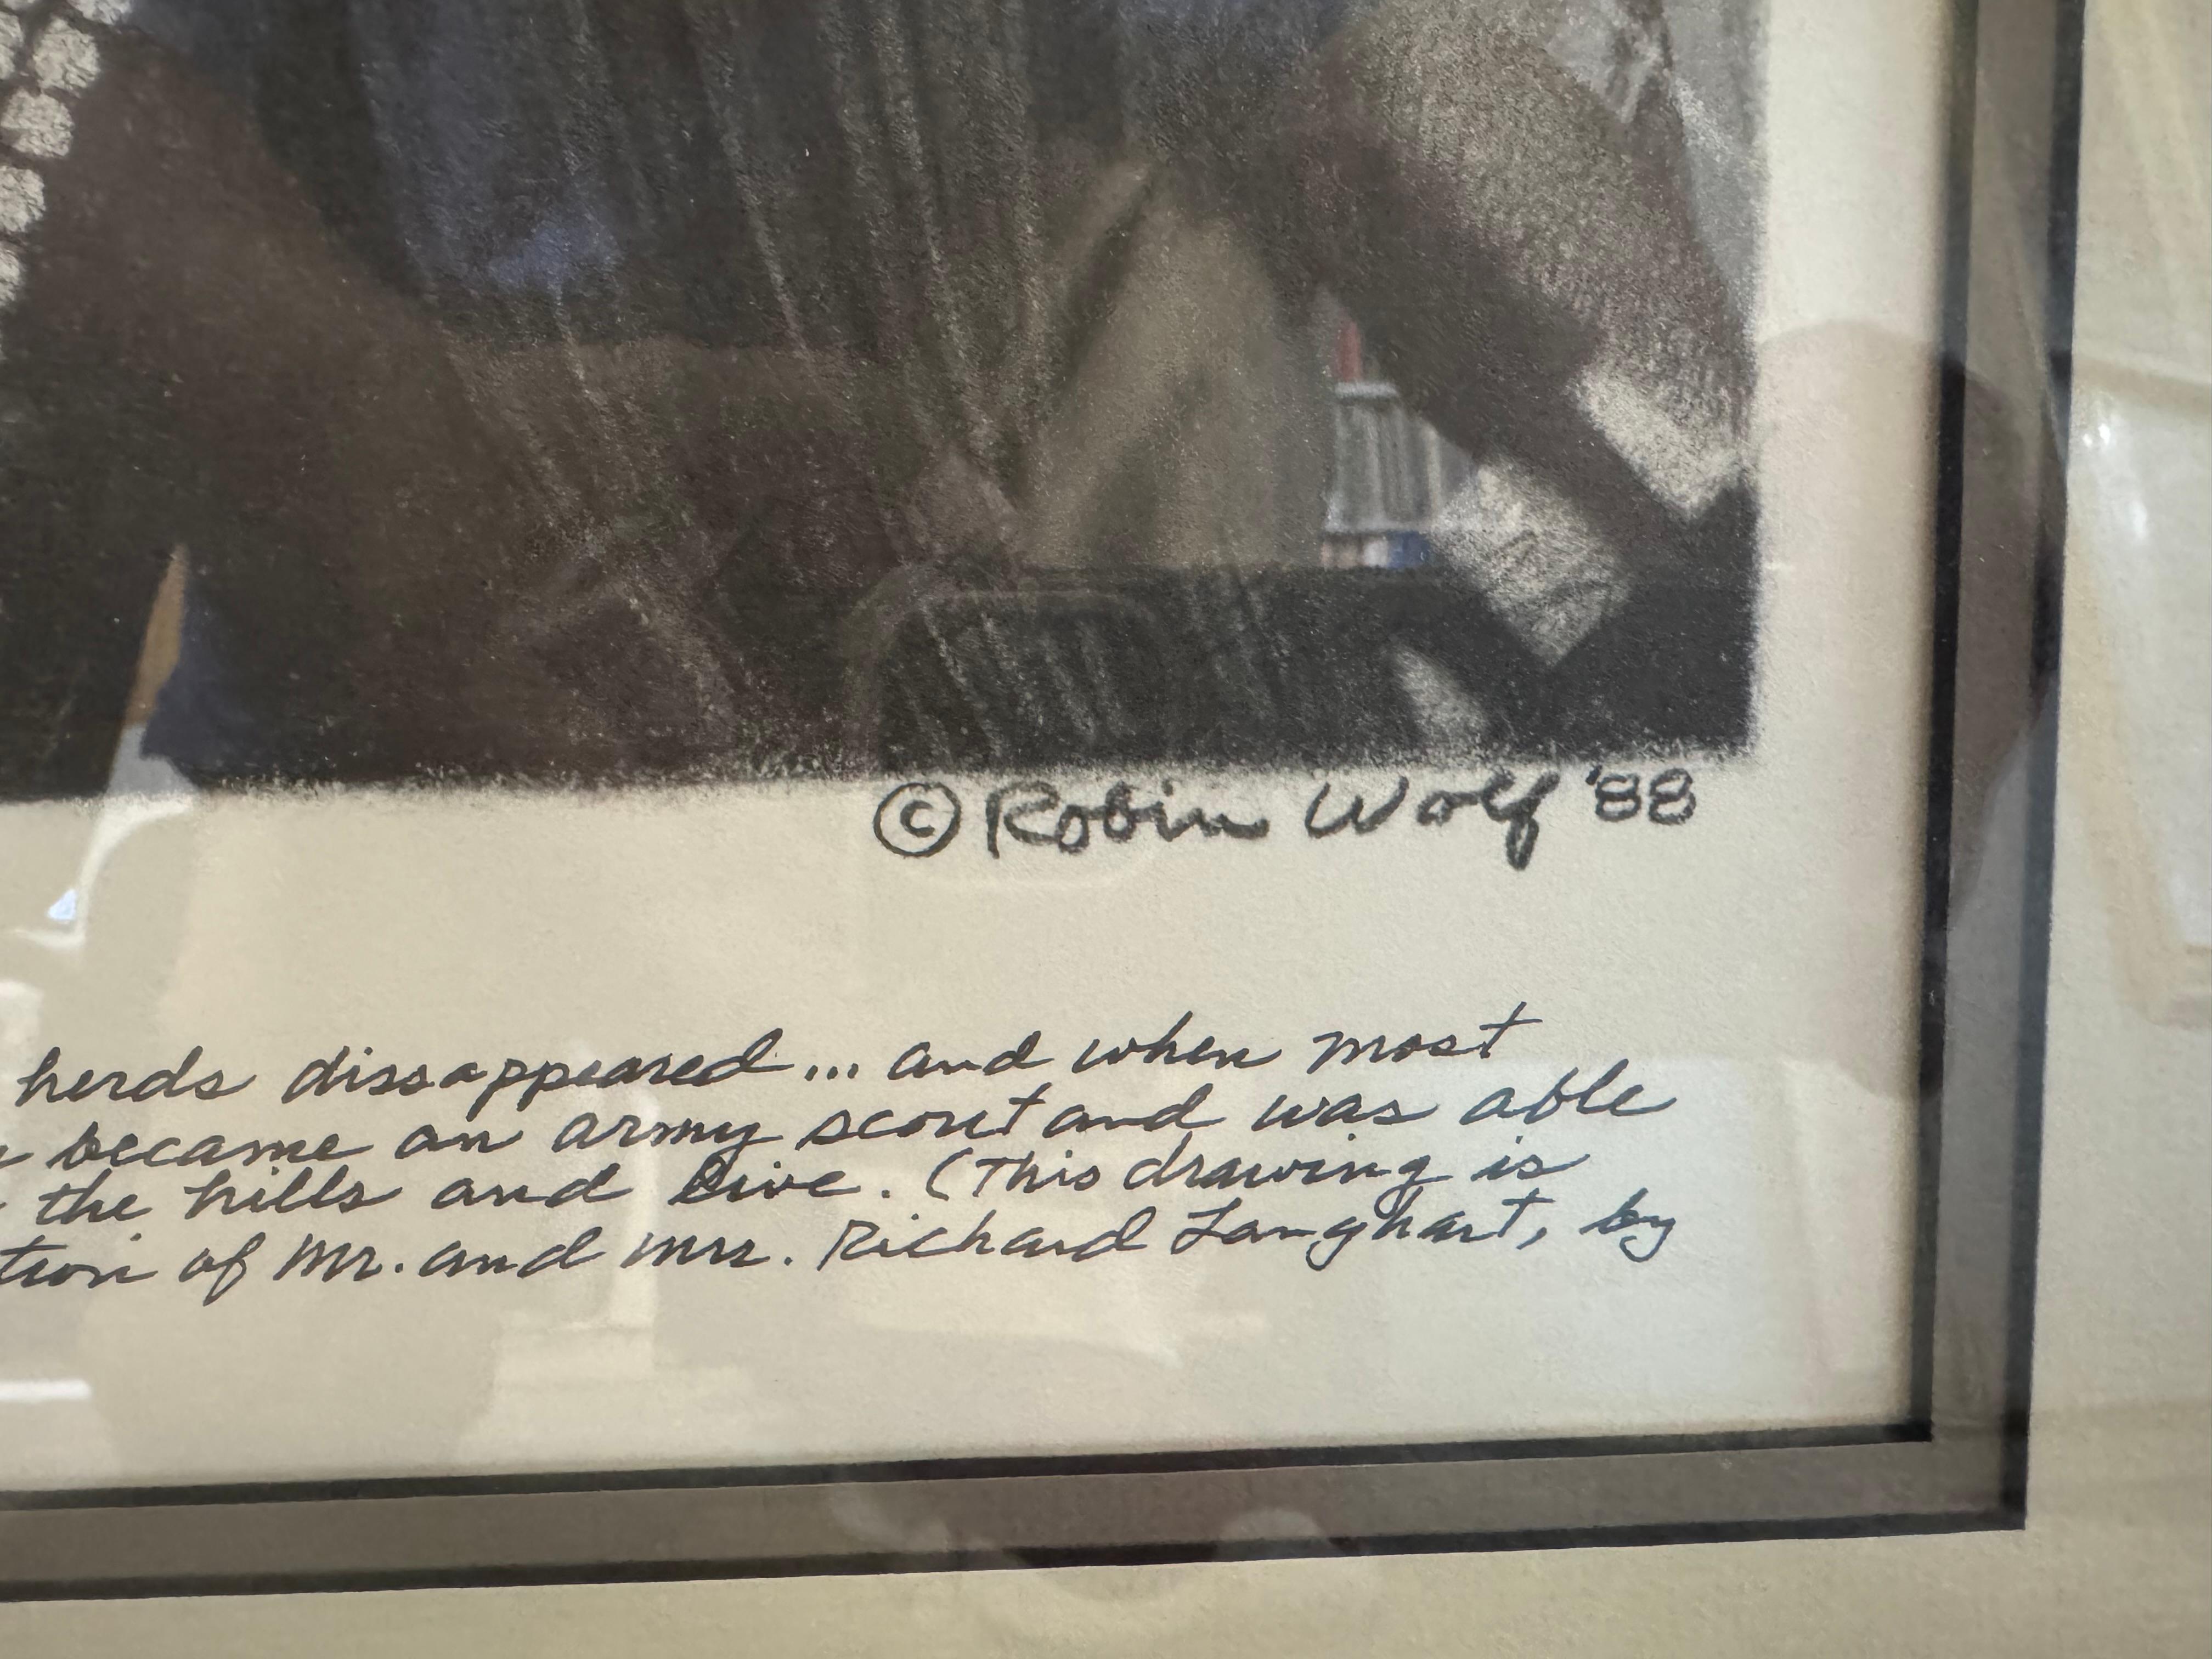 © Robin Wolf '88
herds dissappeared... and when most
became an army scout and was able
the hills and live. (This drawing is
of Mr. and Mrs. Richard Langhart, by